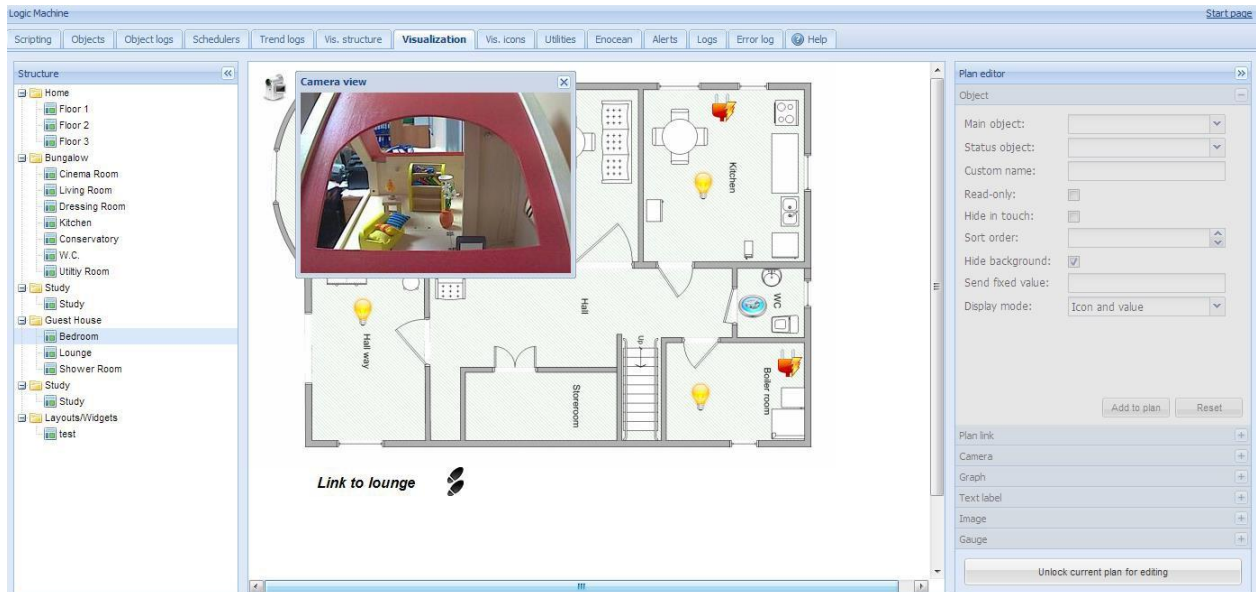 Logic Machine
Start page
Scripting Objects Object logs Schedulers Trend logs Vis. structure Visualization Vis. icons Utilities Enocean Alerts Logs Error log Help
Structure
Home
Floor 1
Floor 2
Floor 3
Bungalow
Cinema Room
Living Room
Dressing Room
Kitchen
Conservatory
W.C.
Utiltiy Room
Study
Study
Guest House
Bedroom
Lounge
Shower Room
Study
Study
Layouts/Widgets
test
Camera view
Kitchen
Hall
WC
Hall way
Up
Storeroom
Boiler room
Link to lounge
Plan editor
Object
Main object:
Status object:
Custom name:
Read-only:
Hide in touch:
Sort order:
Hide background:
Send fixed value:
Display mode: Icon and value
Add to plan Reset
Plan link
Camera
Graph
Text label
Image
Gauge
Unlock current plan for editing